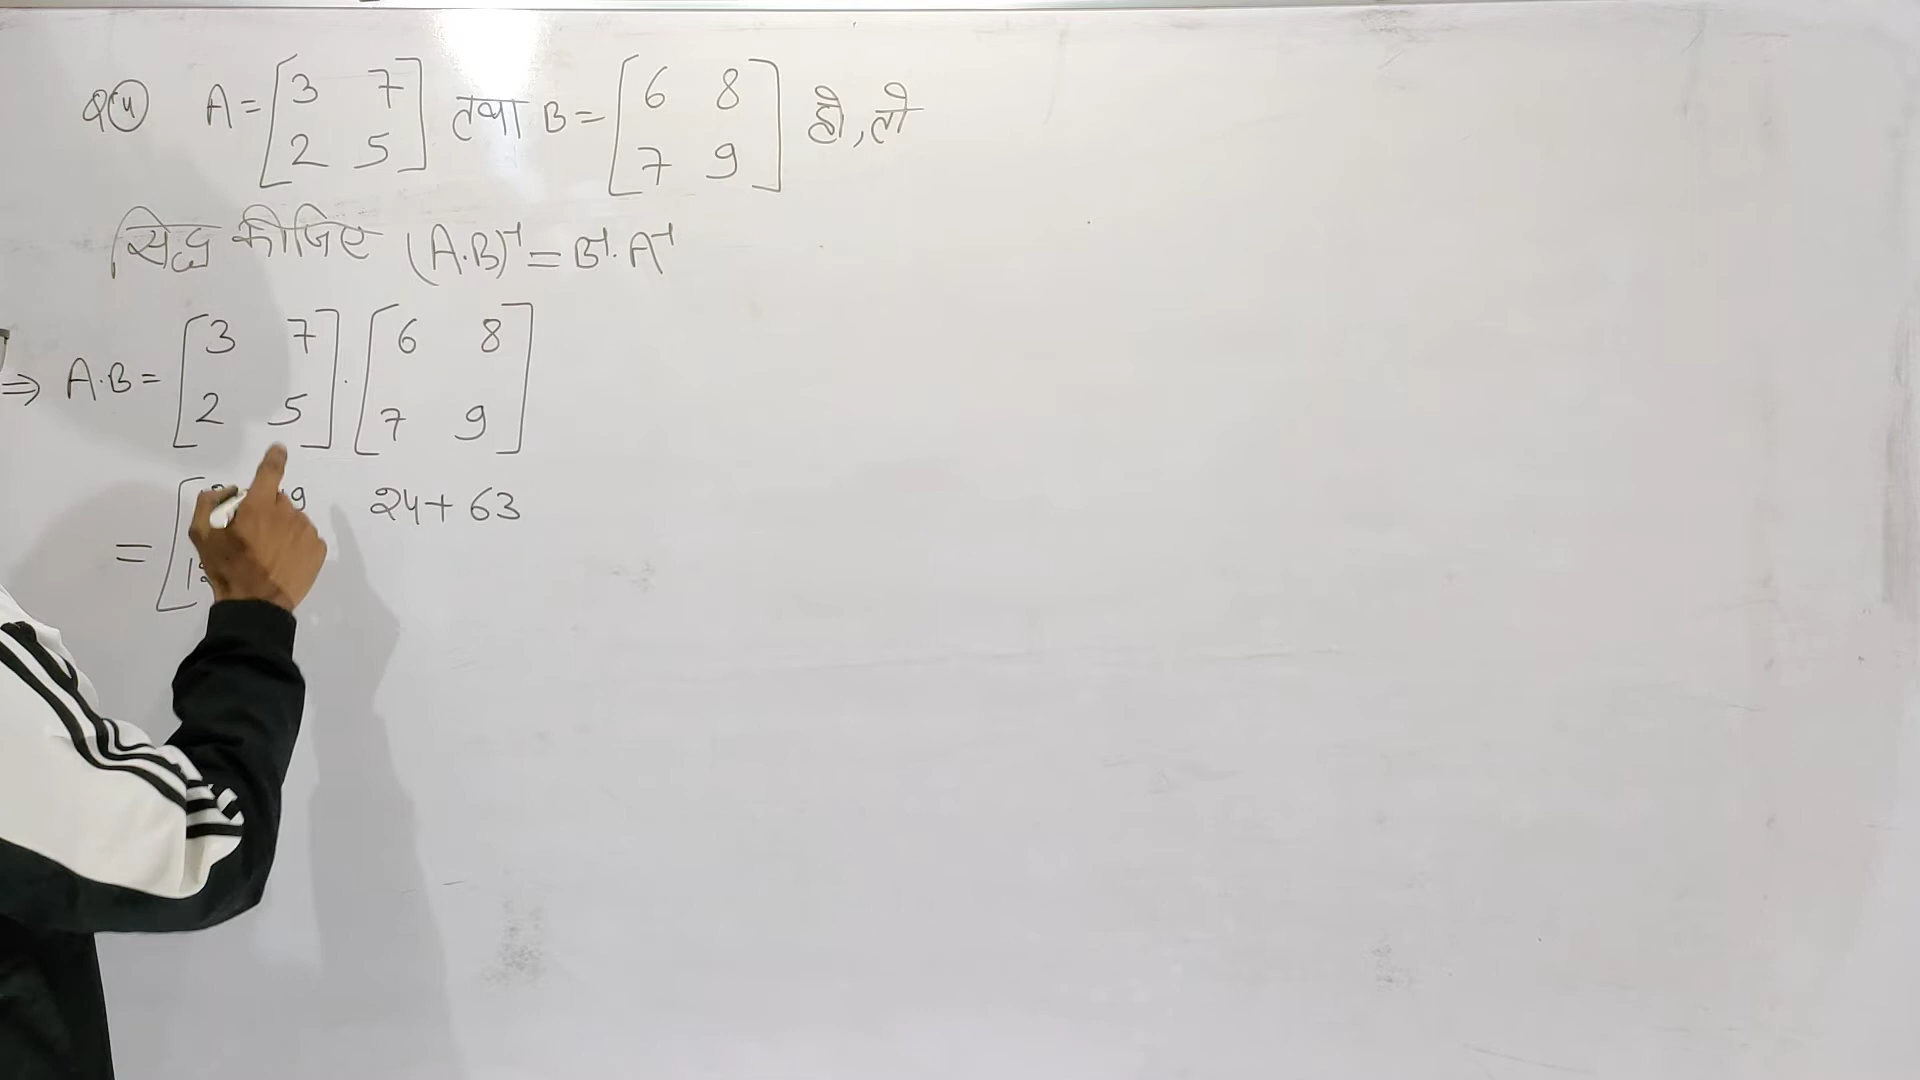 Q(4) A = [3 7 2 5] तथा B = [6 8 7 9] हो, तो
सिद्ध कीजिए (A.B)⁻¹ = B⁻¹. A⁻¹
⇒ A.B = [3 7 2 5] . [6 8 7 9]
= [ 24 + 63